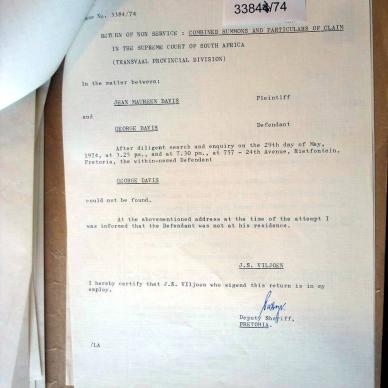 33848/74
No. 3384/74
RETURN OF NON SERVICE : COMBINED SUMMONS AND PARTICULARS OF CLAIM
IN THE SUPREME COURT OF SOUTH AFRICA
(TRANSVAAL PROVINCIAL DIVISION)
In the matter between:
JEAN MAUREEN DAVIS Plaintiff
and
GEORGE DAVIS Defendant
After diligent search and enquiry on the 29th day of May,
1974, at 3.25 pm., and at 7.30 pm., at 757 - 24th Avenue, Rietfontein,
Pretoria, the within-named Defendant
GEORGE DAVIS
could not be found.
At the abovementioned address at the time of the attempt I
was informed that the Defendant was not at his residence.
J.S. VILJOEN
I hereby certify that J.S. Viljoen who signed this return is in my
employ.
Deputy Sheriff,
PRETORIA.
/LA